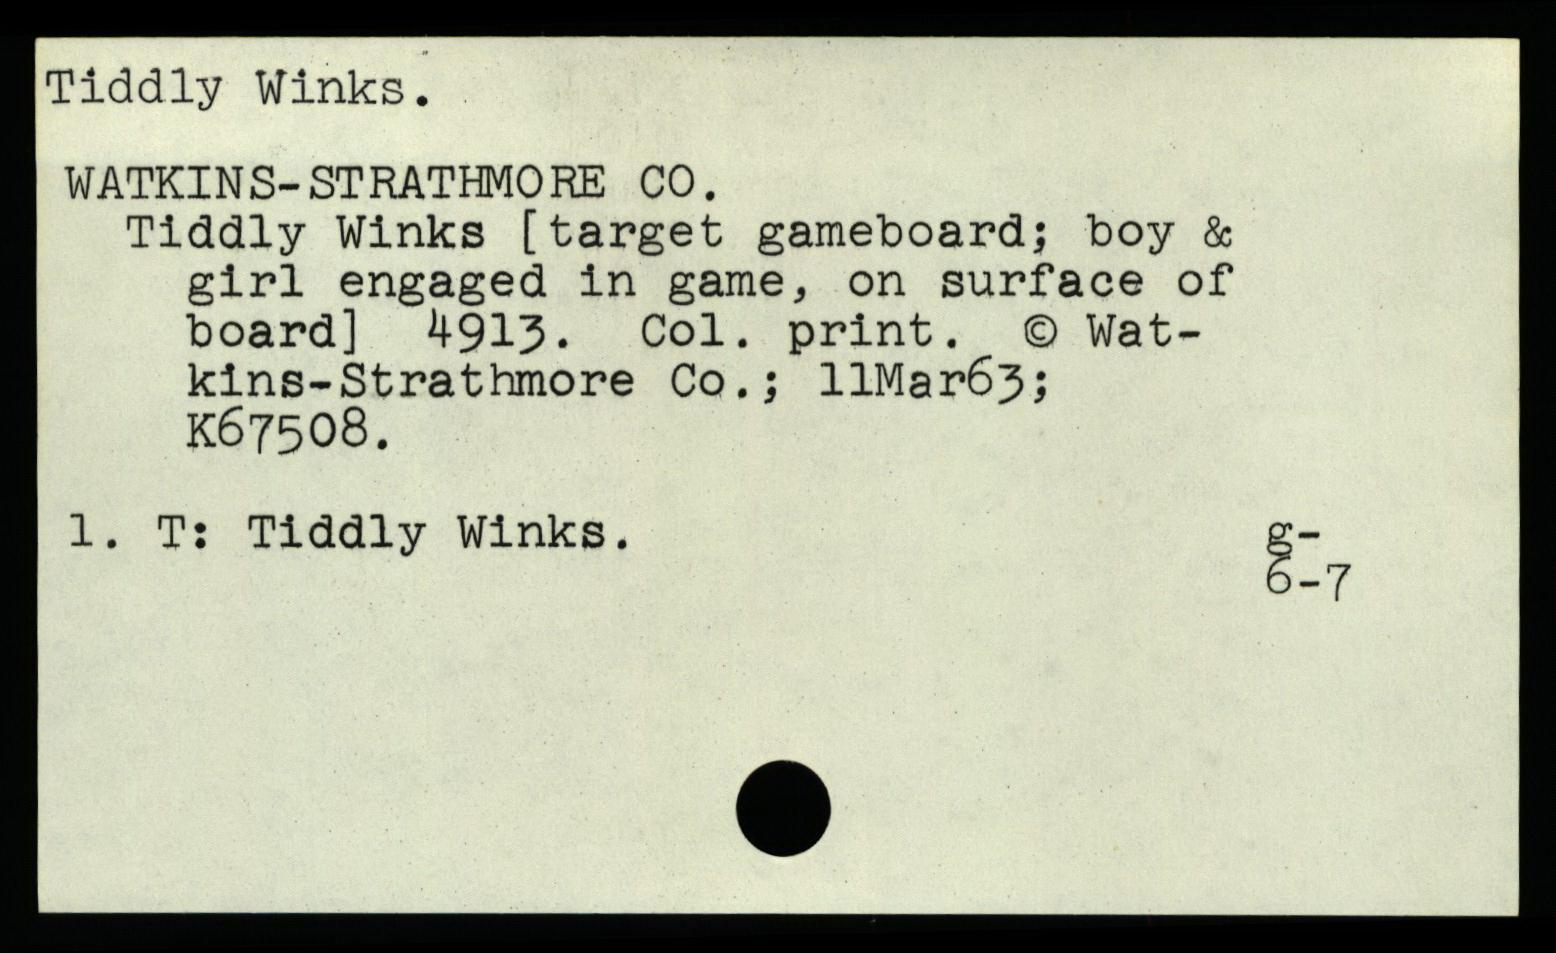 Tiddly Winks.
WATKINS-STRATHMORE CO.
Tiddly Winks [target gameboard; boy &
girl engaged in game, on surface of
board] 4913. Col. print. © Wat-
kins-Strathmore Co.; 11Mar63;
K67508.
1. T: Tiddly Winks.
g-
6-7